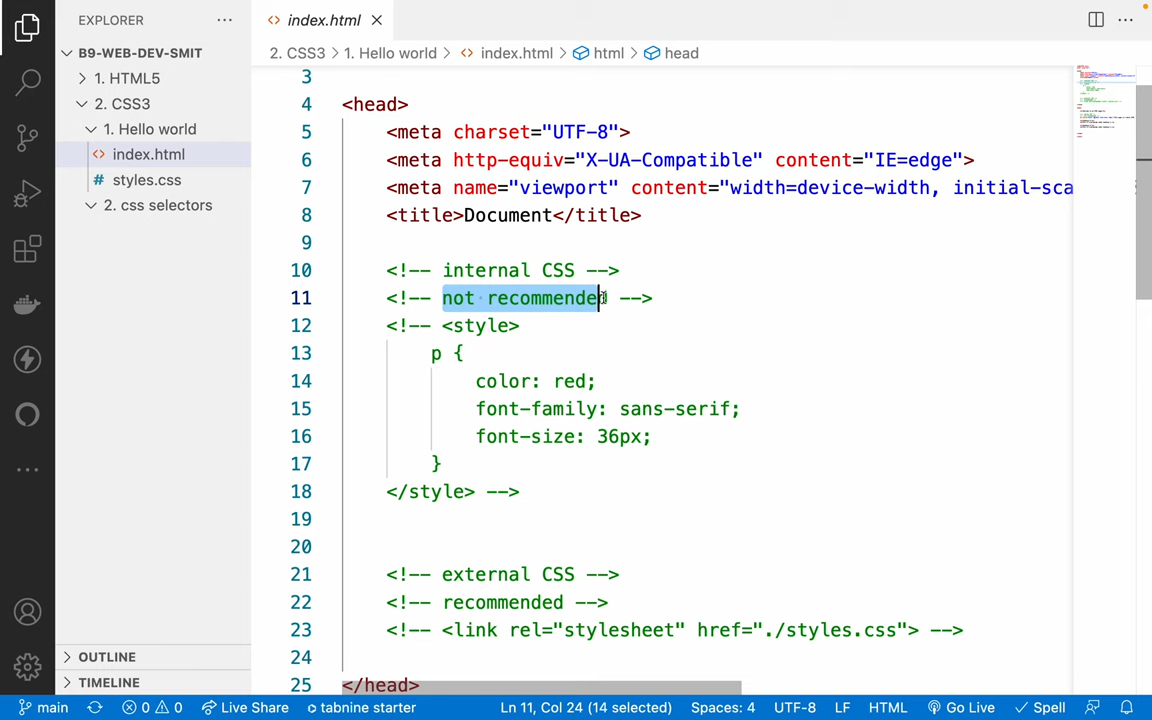 EXPLORER
index.html
B9-WEB-DEV-SMIT
2. CSS3 > 1. Hello world > index.html > html > head
1. HTML5
2. CSS3
1. Hello world
index.html
styles.css
2. css selectors
OUTLINE
TIMELINE
3
4 <head>
5 <meta charset="UTF-8">
6 <meta http-equiv="X-UA-Compatible" content="IE=edge">
7 <meta name="viewport" content="width=device-width, initial-sca
8 <title>Document</title>
9
10 <!-- internal CSS -->
11 <!-- not recommended -->
12 <!-- <style>
13 p {
14 color: red;
15 font-family: sans-serif;
16 font-size: 36px;
17 }
18 </style> -->
19
20
21 <!-- external CSS -->
22 <!-- recommended -->
23 <!-- <link rel="stylesheet" href="./styles.css"> -->
24
25 </head>
main 0 0 Live Share tabnine starter Ln 11, Col 24 (14 selected) Spaces: 4 UTF-8 LF HTML Go Live Spell